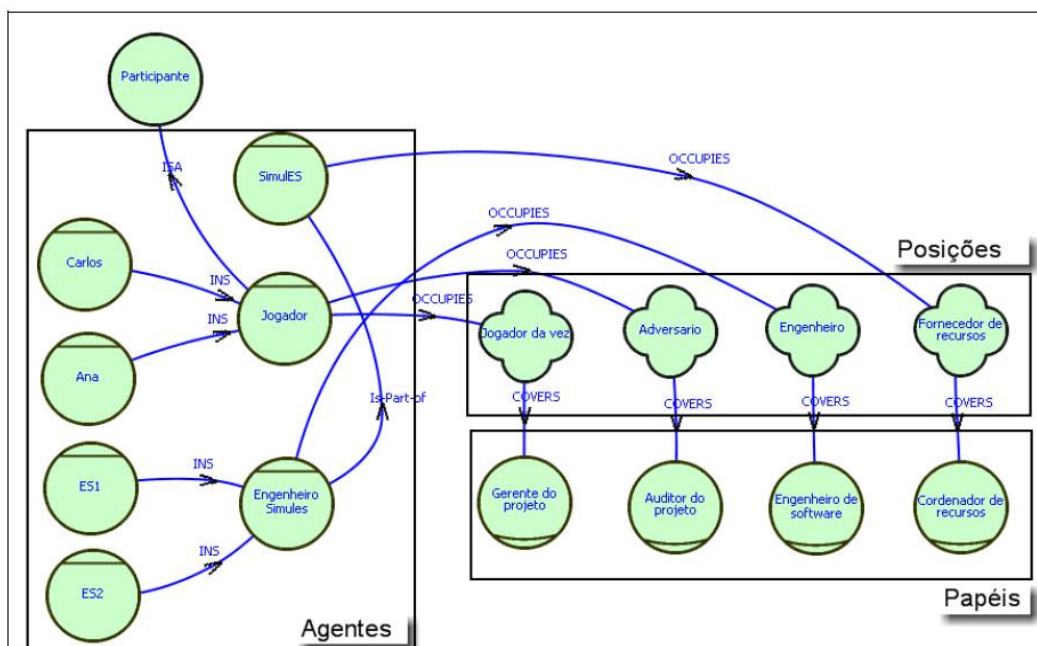 Participante
ISA
SimulES
OCCUPIES
OCCUPIES
Posições
Carlos
INS
Jogador
OCCUPIES
OCCUPIES
Jogador da vez
Adversario
Engenheiro
Fornecedor de
recursos
INS
Ana
Is-Part-of
COVERS
COVERS
COVERS
COVERS
ES1
INS
Engenheiro
Simules
Gerente do
projeto
Auditor do
projeto
Engenheiro de
software
Cordenador de
recursos
INS
ES2
Agentes
Papéis